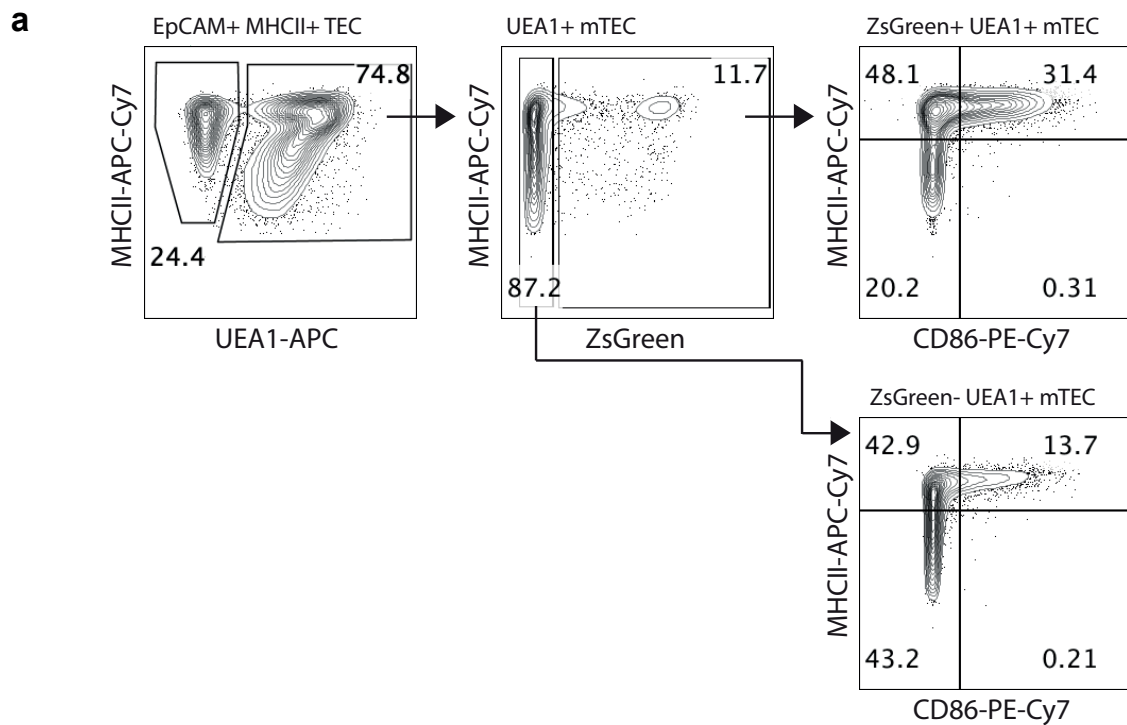 a
EpCAM+ MHCII+ TEC
UEA1+ mTEC
ZsGreen+ UEA1+ mTEC
MHCII-APC-Cy7
74.8
24.4
UEA1-APC
MHCII-APC-Cy7
11.7
87.2
ZsGreen
MHCII-APC-Cy7
48.1
31.4
20.2
0.31
CD86-PE-Cy7
ZsGreen- UEA1+ mTEC
MHCII-APC-Cy7
42.9
13.7
43.2
0.21
CD86-PE-Cy7